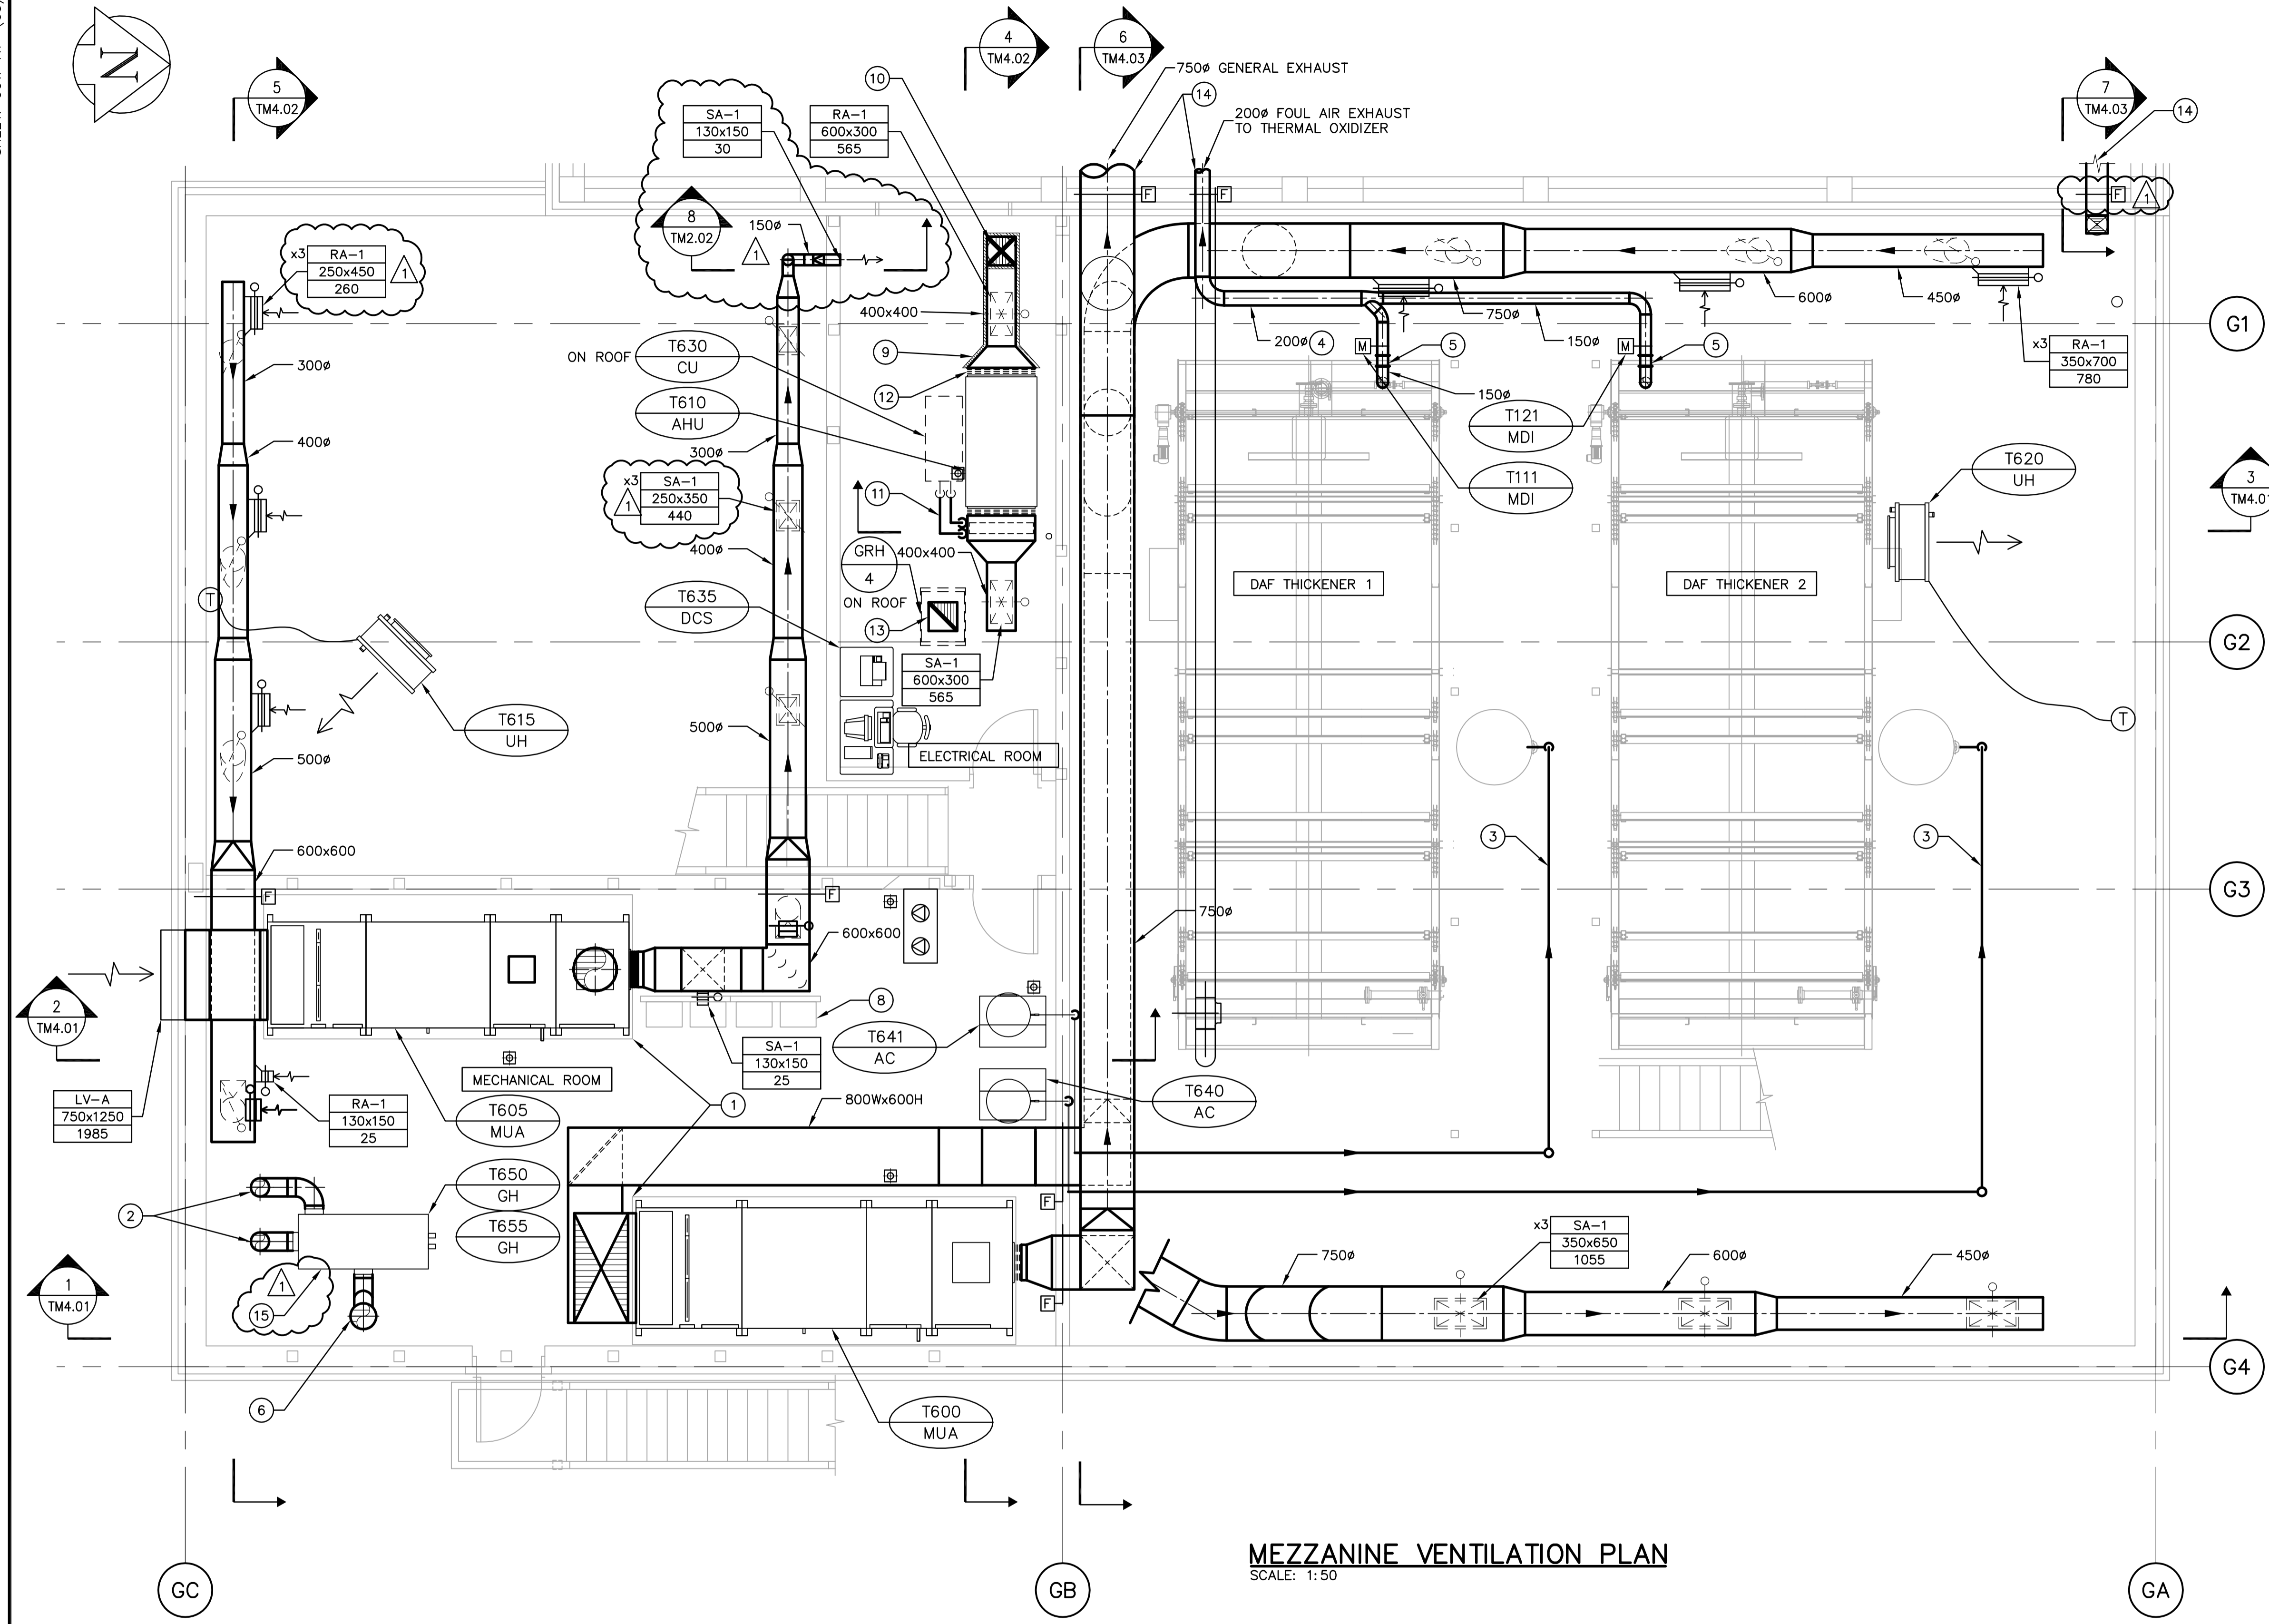 N
5
TM4.02
4
TM4.02
6
TM4.03
7
TM4.03
14
10
750ø GENERAL EXHAUST
14
200ø FOUL AIR EXHAUST
TO THERMAL OXIDIZER
SA-1
130x150
30
RA-1
600x300
565
8
TM2.02
150ø
1
F
F
F
1
x3
RA-1
250x450
260
1
400x400
300ø
9
ON ROOF
T630
CU
12
T610
AHU
200ø
4
M
5
150ø
750ø
150ø
M
5
600ø
450ø
x3
RA-1
350x700
780
G1
T121
MDI
T111
MDI
400ø
300ø
x3
SA-1
250x350
440
1
11
400ø
T620
UH
3
TM4.01
GRH
4
400x400
ON ROOF
13
DAF THICKENER 1
DAF THICKENER 2
T
T635
DCS
G2
SA-1
600x300
565
T615
UH
500ø
500ø
ELECTRICAL ROOM
T
600x600
3
3
F
F
G3
600x600
750ø
2
TM4.01
8
SA-1
130x150
25
T641
AC
MECHANICAL ROOM
LV-A
750x1250
1985
RA-1
130x150
25
T605
MUA
1
800Wx600H
T640
AC
T650
GH
T655
GH
2
F
F
x3
SA-1
350x650
1055
750ø
600ø
450ø
1
TM4.01
1
15
6
T600
MUA
G4
MEZZANINE VENTILATION PLAN
SCALE: 1:50
GC
GB
GA